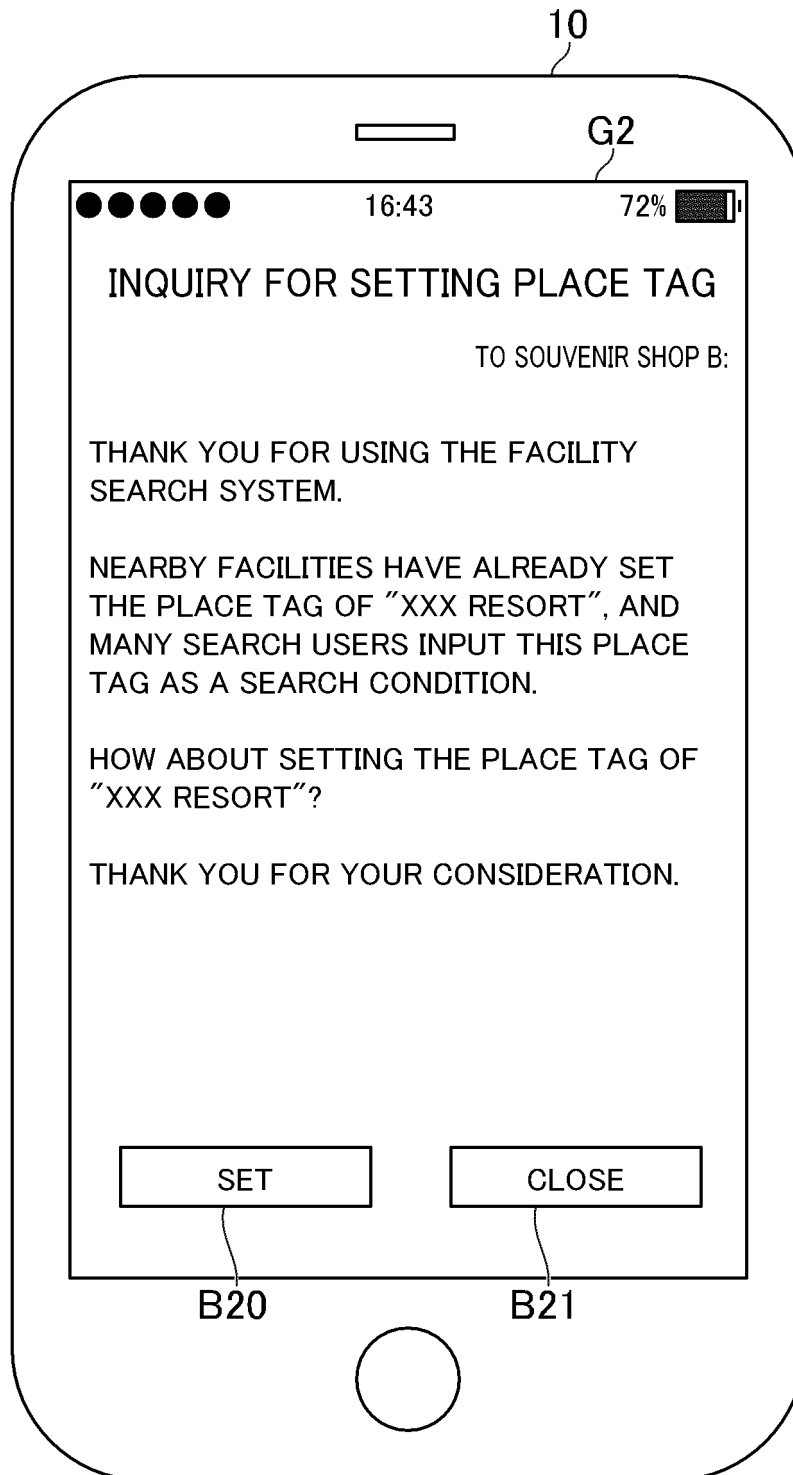 10
G2
16:43 72%
INQUIRY FOR SETTING PLACE TAG
TO SOUVENIR SHOP B:
THANK YOU FOR USING THE FACILITY
SEARCH SYSTEM.
NEARBY FACILITIES HAVE ALREADY SET
THE PLACE TAG OF "XXX RESORT", AND
MANY SEARCH USERS INPUT THIS PLACE
TAG AS A SEARCH CONDITION.
HOW ABOUT SETTING THE PLACE TAG OF
"XXX RESORT"?
THANK YOU FOR YOUR CONSIDERATION.
SET CLOSE
B20 B21